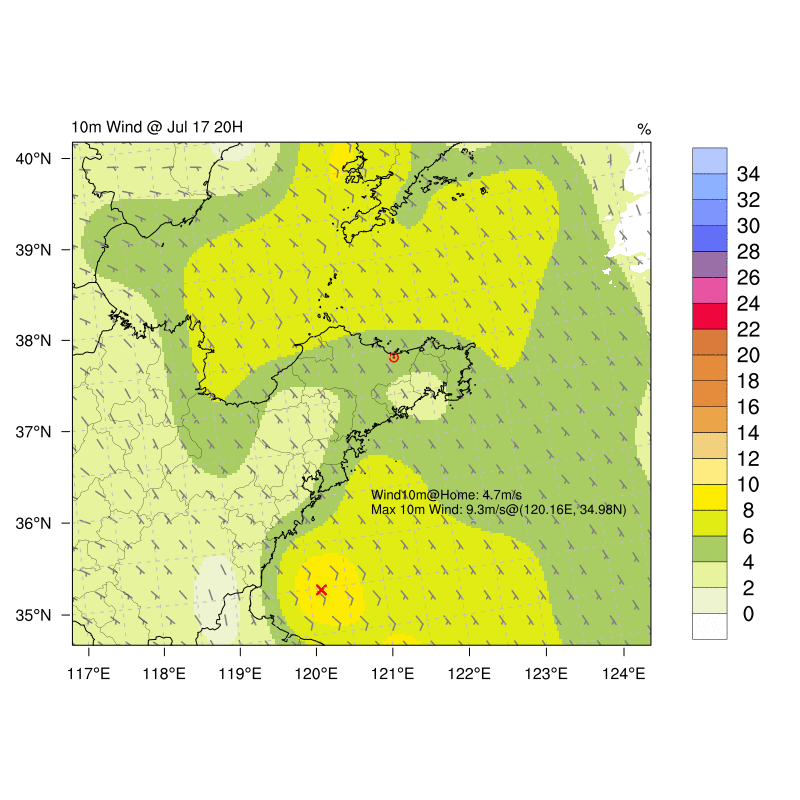 10m Wind @ Jul 17 20H
%
40°N
39°N
38°N
37°N
36°N
35°N
117°E 118°E 119°E 120°E 121°E 122°E 123°E 124°E
Wind10m@Home: 4.7m/s
Max 10m Wind: 9.3m/s@(120.16E, 34.98N)
34
32
30
28
26
24
22
20
18
16
14
12
10
8
6
4
2
0